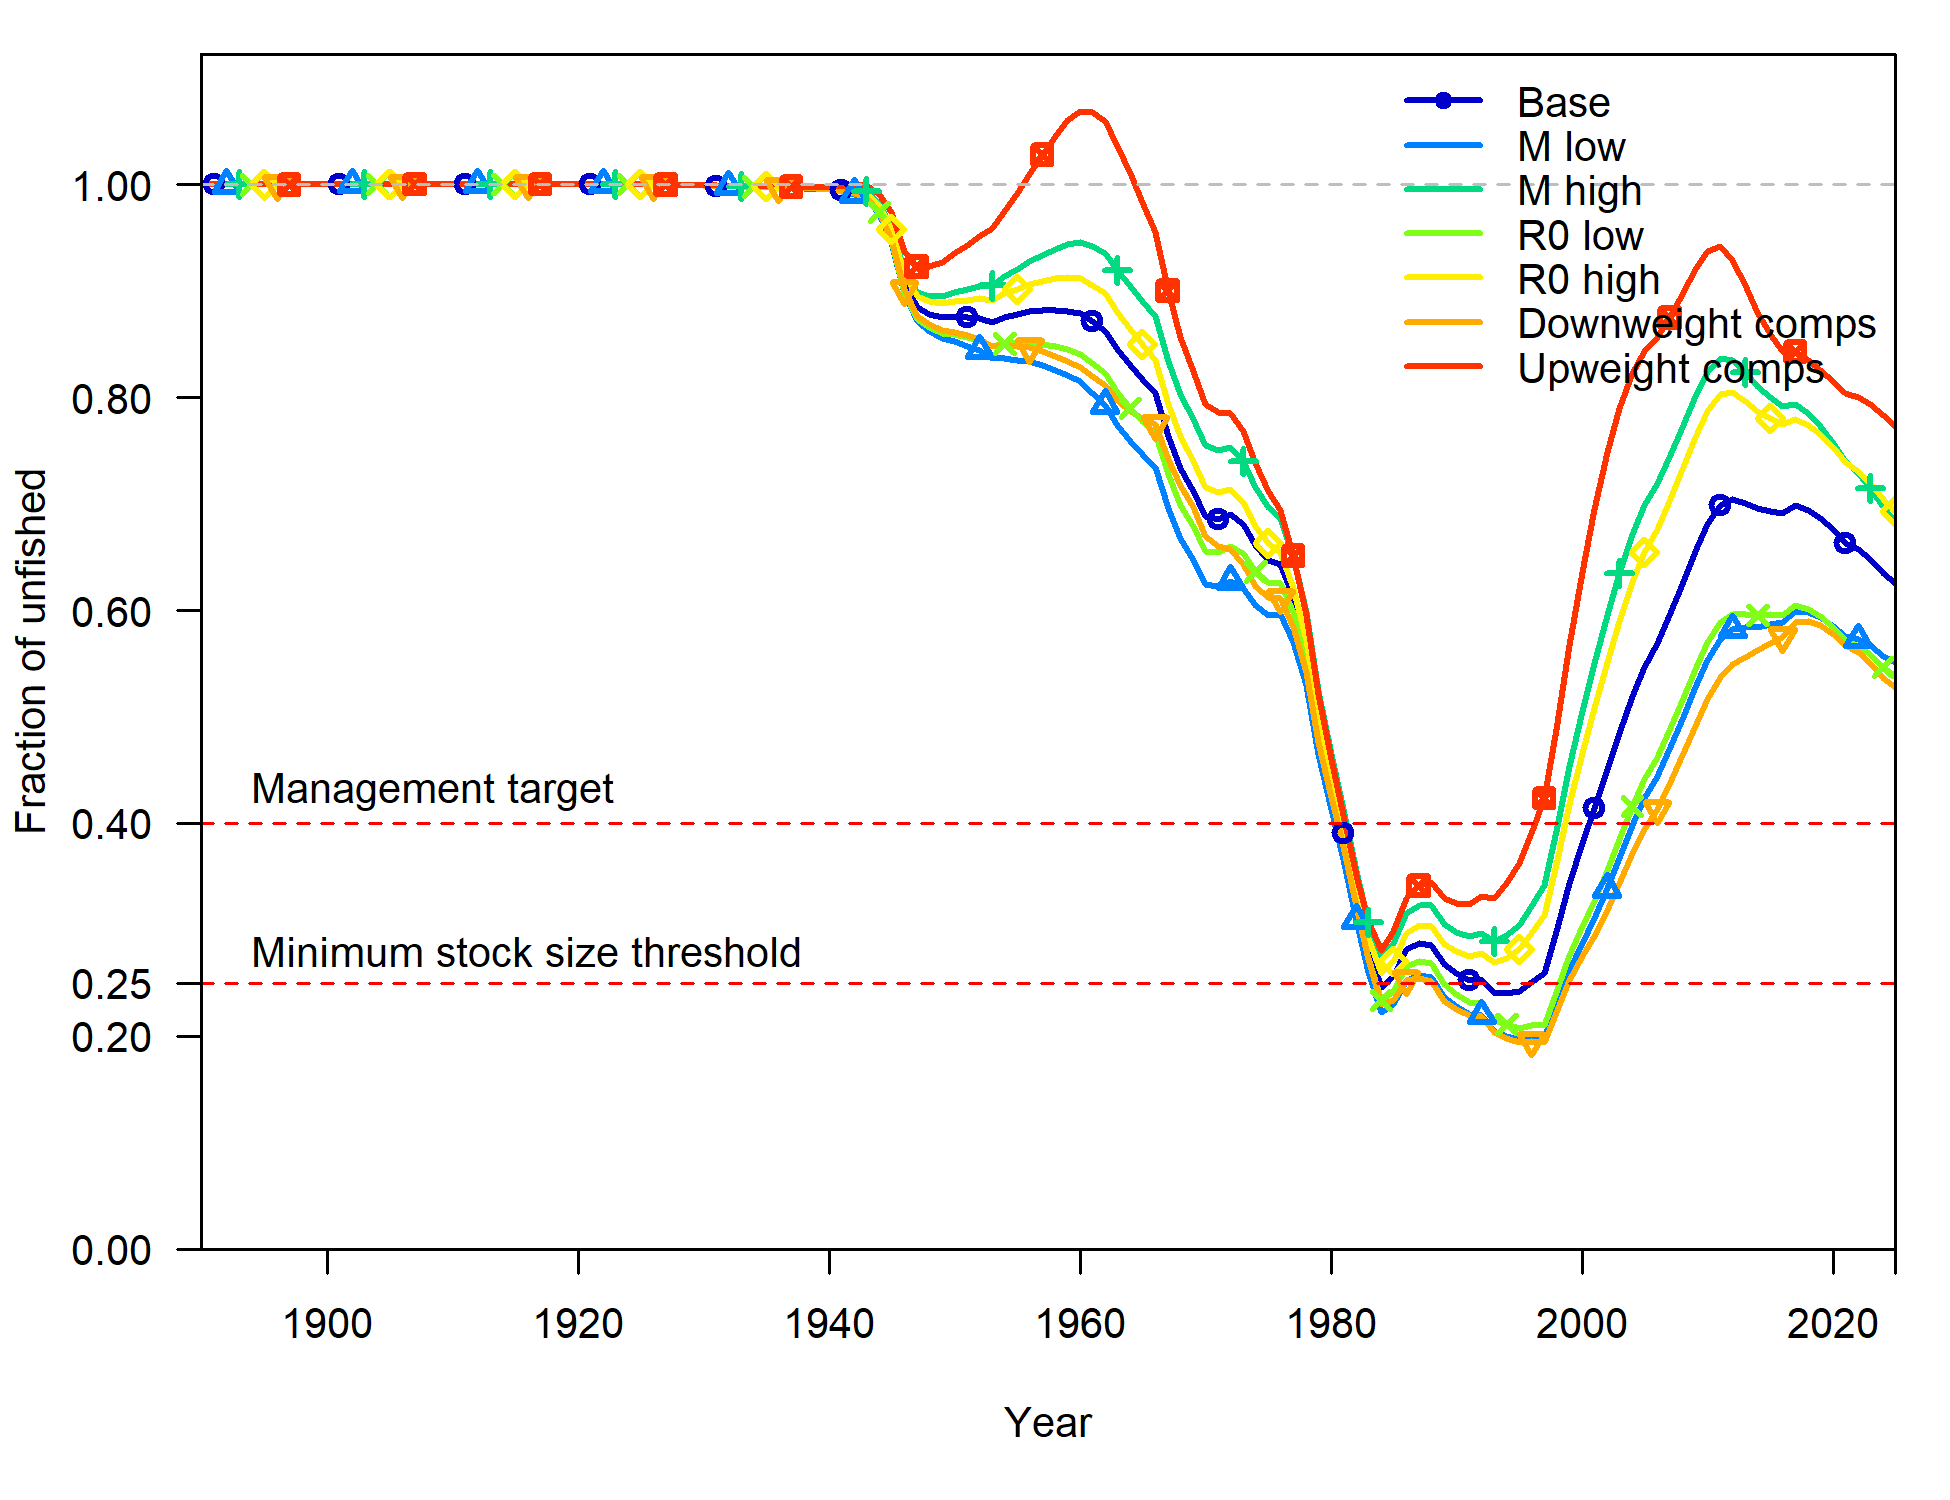 Base
M low
M high
R0 low
R0 high
Downweight comps
Upweight comps
1.00
0.80
0.60
0.40
0.25
0.20
0.00
Fraction of unfished
Management target
Minimum stock size threshold
1900 1920 1940 1960 1980 2000 2020
Year